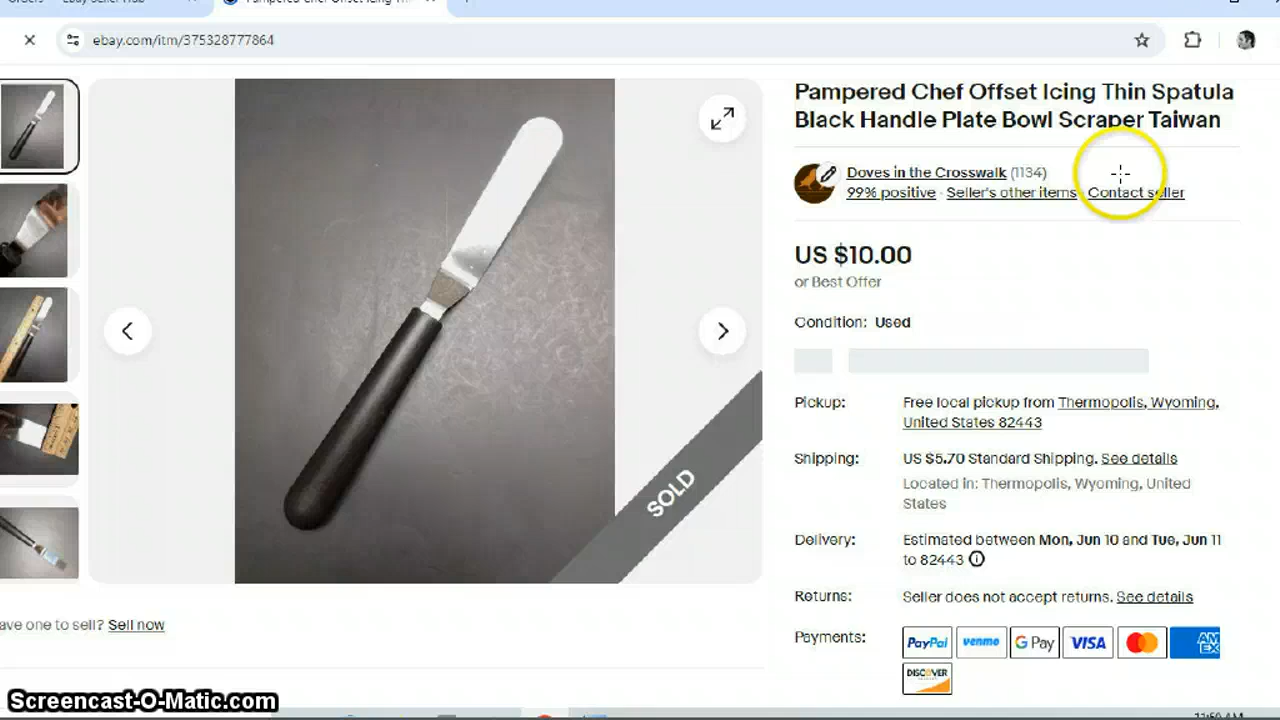 ebay.com/itm/375328777864
Pampered Chef Offset Icing Thin Spatula
Black Handle Plate Bowl Scraper Taiwan
Doves in the Crosswalk (1134)
99% positive · Seller's other items · Contact seller
US $10.00
or Best Offer
Condition: Used
Pickup: Free local pickup from Thermopolis, Wyoming,
United States 82443
Shipping: US $5.70 Standard Shipping. See details
Located in: Thermopolis, Wyoming, United
States
Delivery: Estimated between Mon, Jun 10 and Tue, Jun 11
to 82443
Returns: Seller does not accept returns. See details
Payments: PayPal venmo G Pay VISA AM
EX
DISCOVER
SOLD
ave one to sell? Sell now
Screencast-O-Matic.com